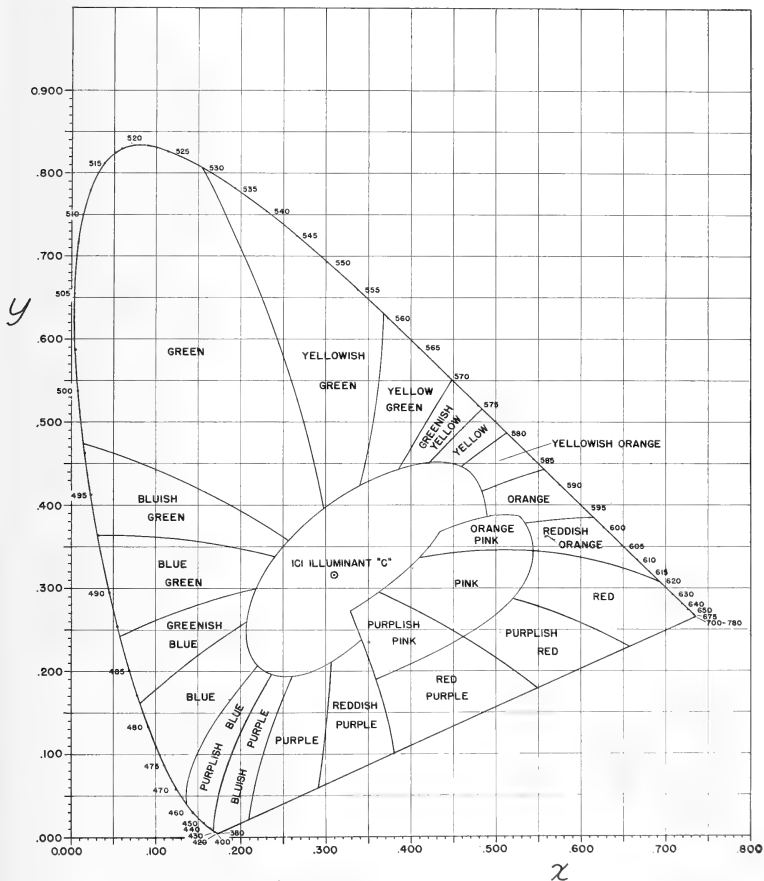 0.900
.800
.700
.600
.500
.400
.300
.200
.100
.000
y
0.000
.100
.200
.300
.400
.500
.600
.700
.800
x
520
515
525
530
510
535
540
545
550
505
555
560
565
500
570
575
580
585
495
590
595
600
605
610
490
615
620
630
640
650
675
700-780
485
480
475
470
460
450
440
430
420
400
380
GREEN
YELLOWISH
GREEN
YELLOW
GREEN
GREENISH
YELLOW
YELLOW
YELLOWISH ORANGE
ORANGE
BLUISH
GREEN
ORANGE
PINK
REDDISH
ORANGE
BLUE
GREEN
ICI ILLUMINANT "C"
PINK
RED
GREENISH
BLUE
PURPLISH
PINK
PURPLISH
RED
BLUE
RED
PURPLE
PURPLISH BLUE
BLUISH PURPLE
PURPLE
REDDISH
PURPLE